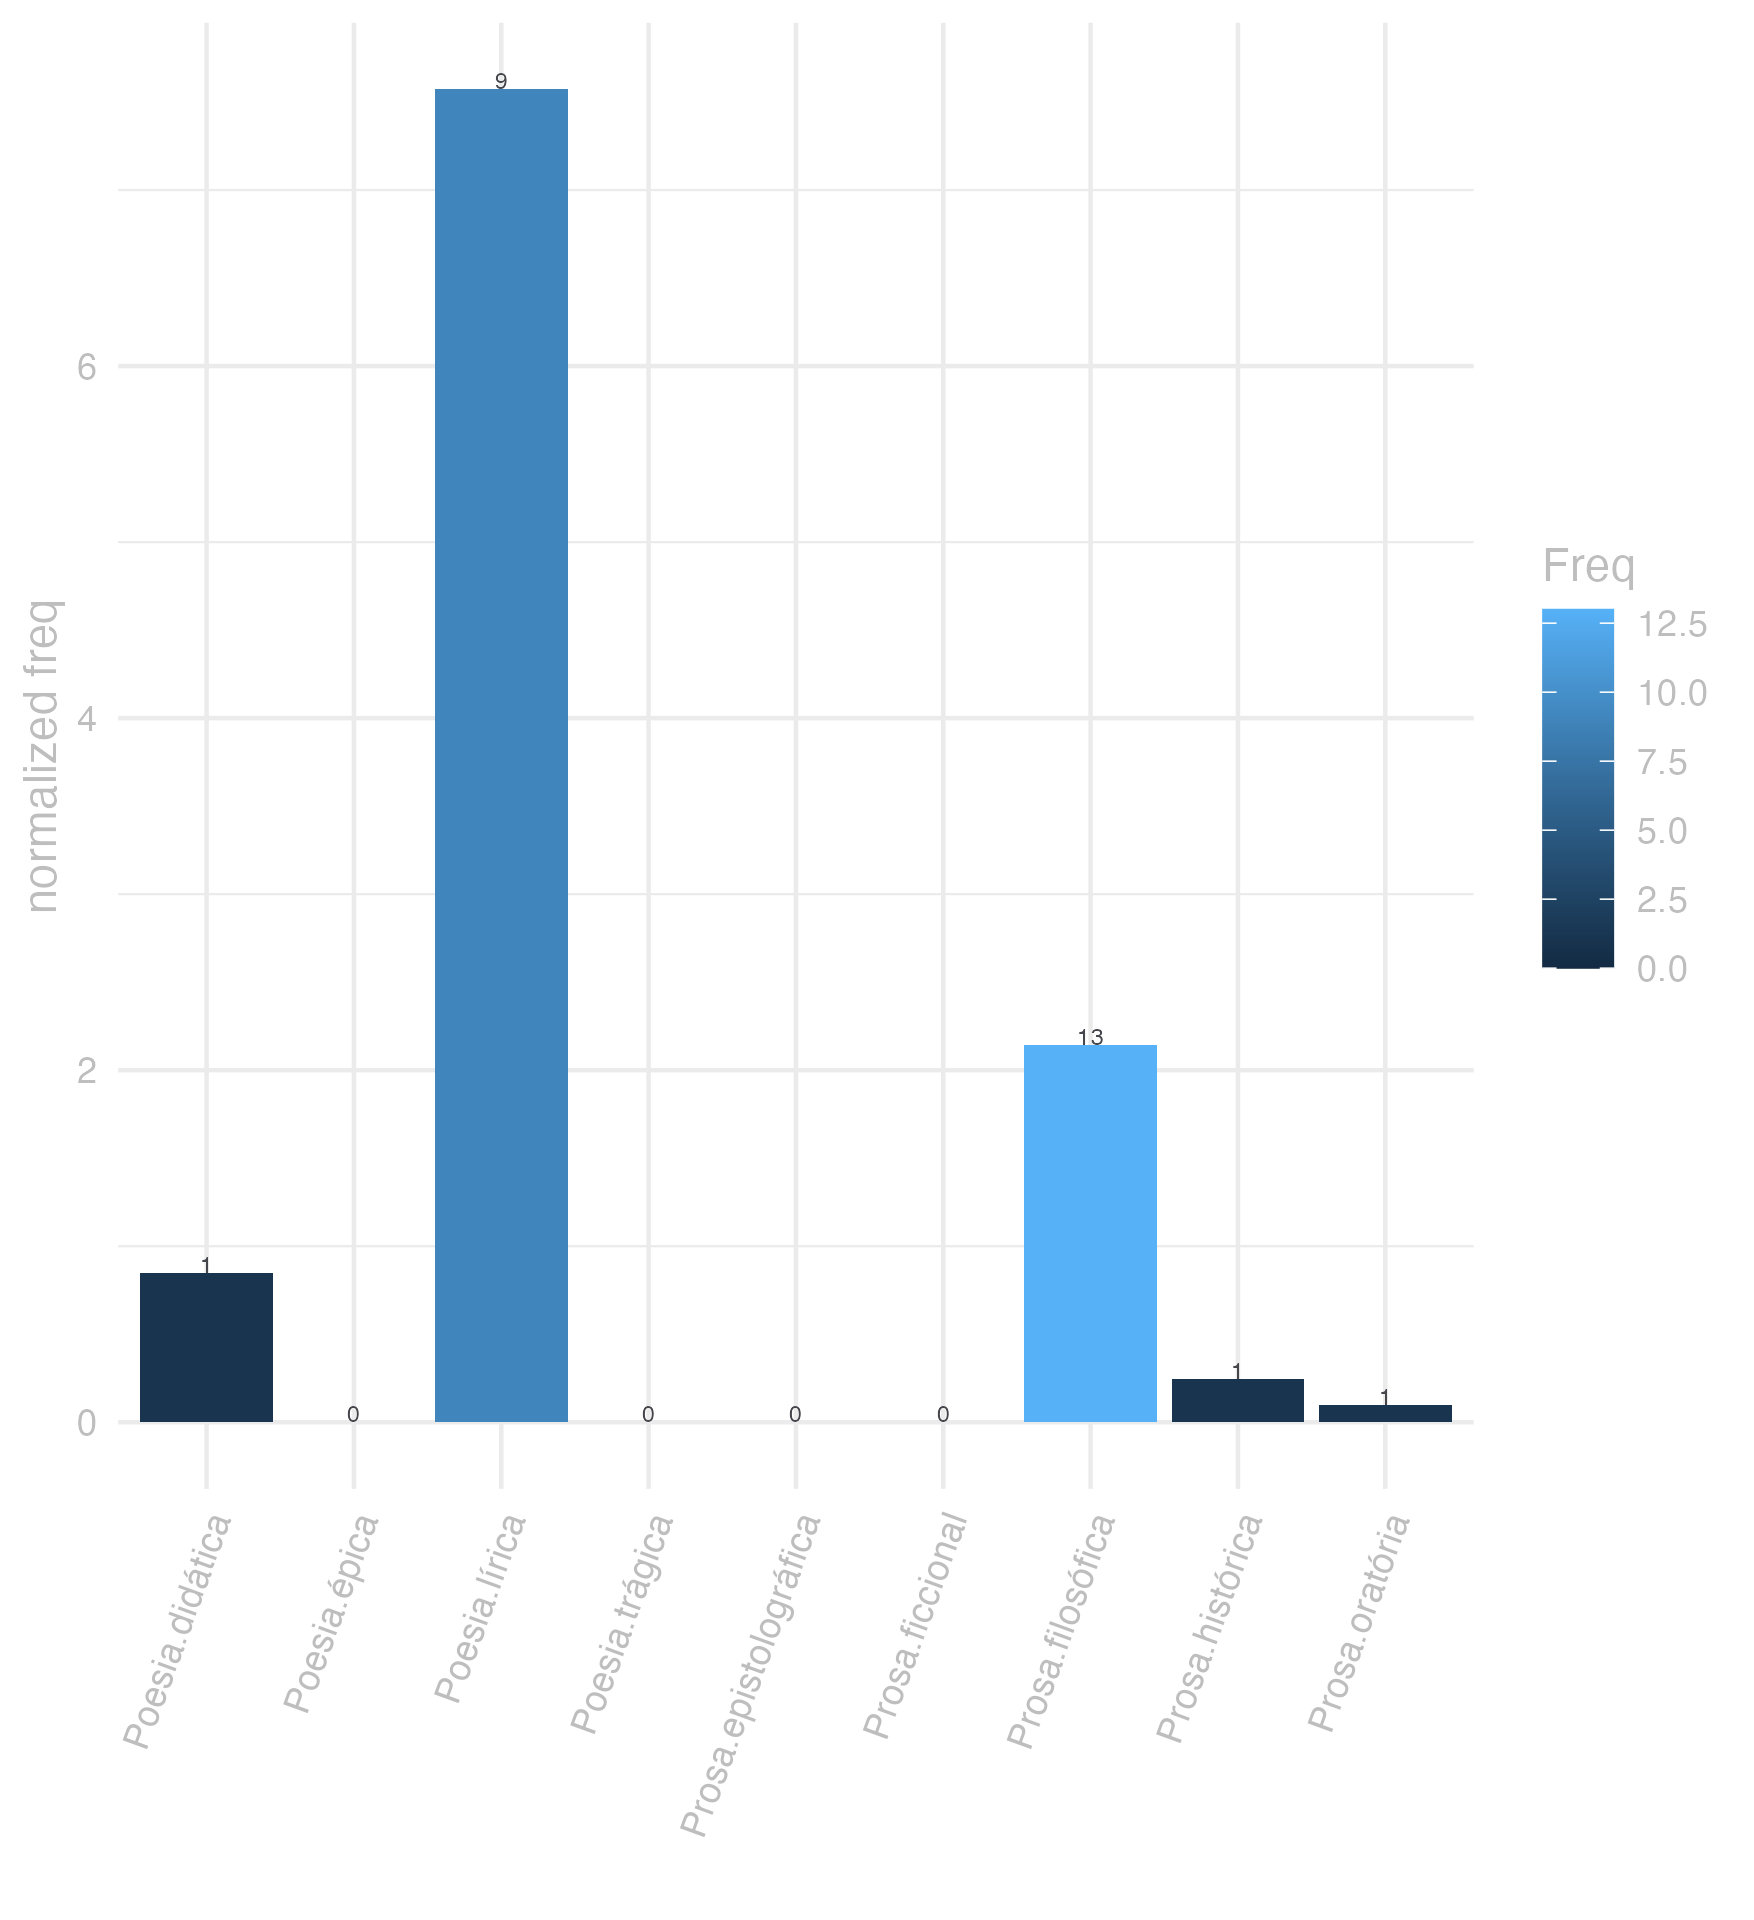 9
6
4
2
0
normalized freq
1
0
0
0
0
13
1
1
Poesia.didática
Poesia.épica
Poesia.lírica
Poesia.trágica
Prosa.epistolográfica
Prosa.ficcional
Prosa.filosófica
Prosa.histórica
Prosa.oratória
Freq
12.5
10.0
7.5
5.0
2.5
0.0